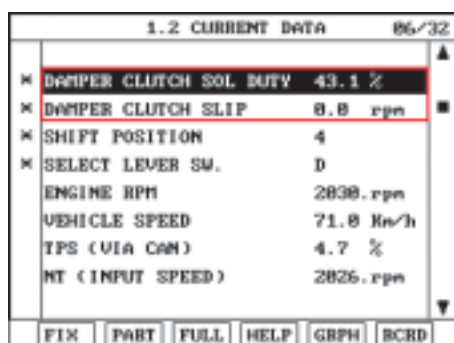 1.2 CURRENT DATA 06/32
× DAMPER CLUTCH SOL DUTY 43.1 %
× DAMPER CLUTCH SLIP 0.0 rpm
× SHIFT POSITION 4
× SELECT LEVER SW. D
ENGINE RPM 2030.rpm
VEHICLE SPEED 71.0 Km/h
TPS (VIA CAN) 4.7 %
NT (INPUT SPEED) 2026.rpm
FIX PART FULL HELP GRPH RCRD